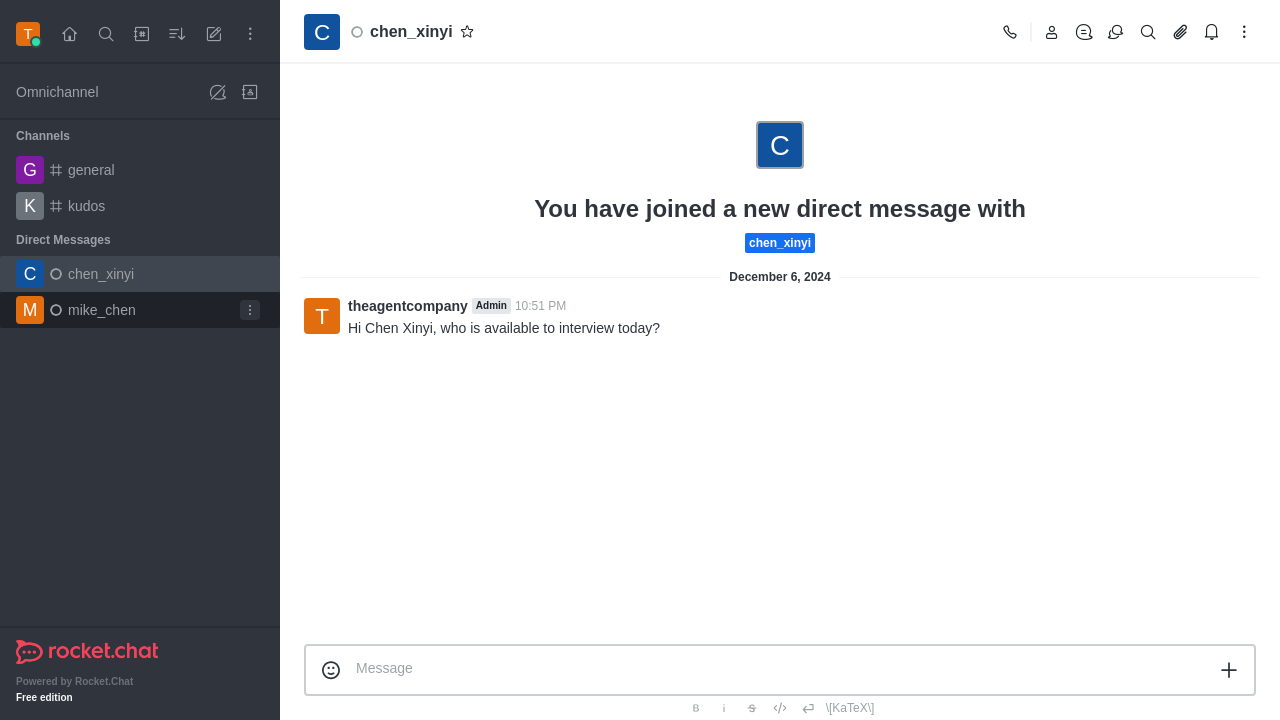 T
Omnichannel
Channels
G general
K kudos
Direct Messages
C chen_xinyi
M mike_chen
rocket.chat
Powered by Rocket.Chat
Free edition
C chen_xinyi
C
You have joined a new direct message with
chen_xinyi
December 6, 2024
T
theagentcompany Admin 10:51 PM
Hi Chen Xinyi, who is available to interview today?
Message
B i S \[KaTeX\]